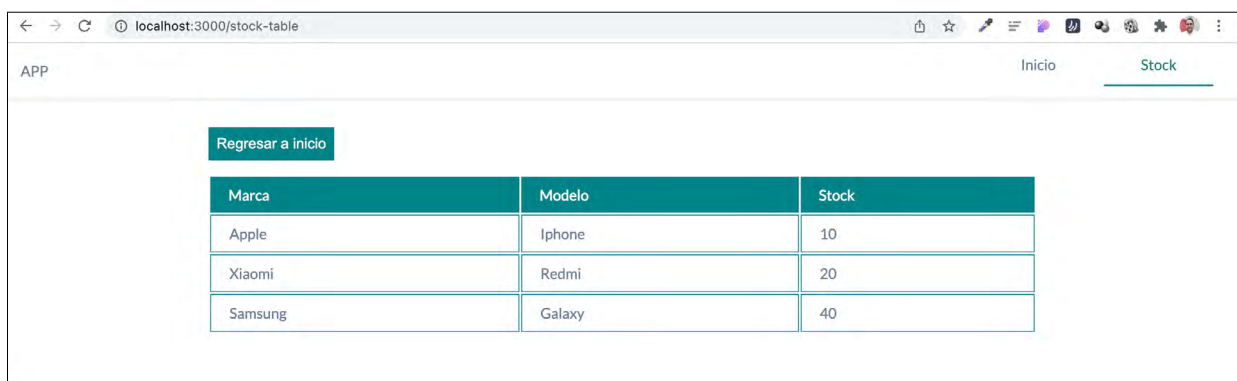 localhost:3000/stock-table
APP Inicio Stock
Regresar a inicio
Marca Modelo Stock
Apple Iphone 10
Xiaomi Redmi 20
Samsung Galaxy 40